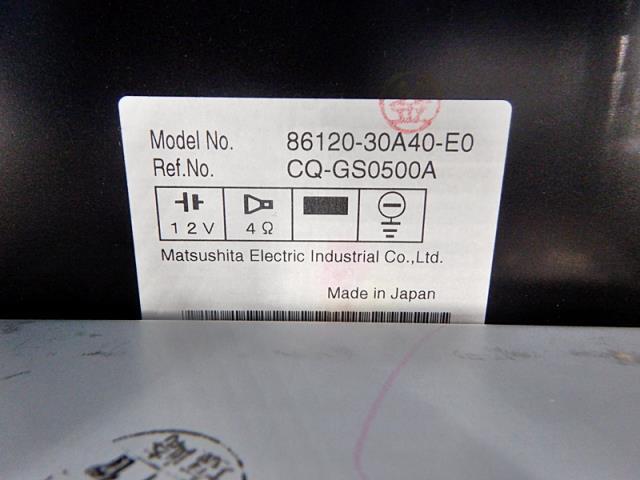 Model No. 86120-30A40-E0
Ref.No. CQ-GS0500A
12V 4Ω
Matsushita Electric Industrial Co.,Ltd.
Made in Japan